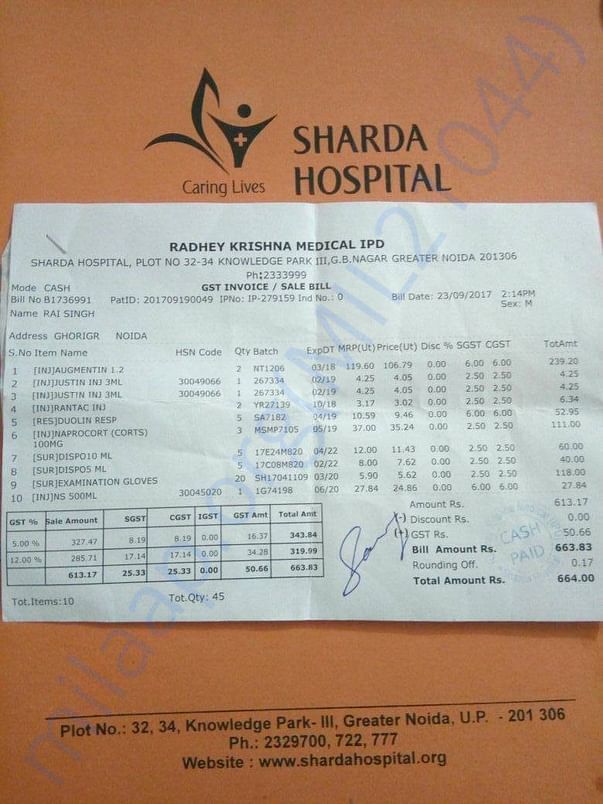 SHARDA
HOSPITAL
Caring Lives
RADHEY KRISHNA MEDICAL IPD
SHARDA HOSPITAL, PLOT NO 32-34 KNOWLEDGE PARK III,G.B.NAGAR GREATER NOIDA 201306
Ph:2333999
Mode CASH GST INVOICE / SALE BILL
Bill No B1736991 PatID: 201709190049 IPNo: IP-279159 Ind No.: 0 Bill Date: 23/09/2017 2:14PM
Name RAI SINGH Sex: M
Address GHORIGR NOIDA
S.No Item Name HSN Code Qty Batch ExpDT MRP(Ut) Price(Ut) Disc % SGST CGST TotAmt
1 [INJ]AUGMENTIN 1.2 2 NT1206 03/18 119.60 106.79 0.00 6.00 6.00 239.20
2 [INJ]JUSTIN INJ 3ML 30049066 1 267334 02/19 4.25 4.05 0.00 2.50 2.50 4.25
3 [INJ]JUSTIN INJ 3ML 30049066 1 267334 02/19 4.25 4.05 0.00 2.50 2.50 4.25
4 [INJ]RANTAC INJ 2 YR27139 10/18 3.17 3.02 0.00 2.50 2.50 6.34
5 [RES]DUOLIN RESP 5 SA7182 04/19 10.59 9.46 0.00 6.00 6.00 52.95
6 [INJ]NAPROCORT (CORTS) 3 MSMP7105 05/19 37.00 35.24 0.00 2.50 2.50 111.00
100MG
7 [SUR]DISPO10 ML 5 17E24M820 04/22 12.00 11.43 0.00 2.50 2.50 60.00
8 [SUR]DISPO5 ML 5 17C08M820 02/22 8.00 7.62 0.00 2.50 2.50 40.00
9 [SUR]EXAMINATION GLOVES 20 SH17041109 03/20 5.90 5.62 0.00 2.50 2.50 118.00
10 [INJ]NS 500ML 30045020 1 1G74198 06/20 27.84 24.86 0.00 6.00 6.00 27.84
GST % Sale Amount SGST CGST IGST GST Amt Total Amt
5.00 % 327.47 8.19 8.19 0.00 16.37 343.84
12.00 % 285.71 17.14 17.14 0.00 34.28 319.99
613.17 25.33 25.33 0.00 50.66 663.83
Amount Rs. 613.17
(-) Discount Rs. 0.00
(+) GST Rs. 50.66
Bill Amount Rs. 663.83
Rounding Off. 0.17
Total Amount Rs. 664.00
CASH
PAID
Tot.Items:10 Tot.Qty: 45
Plot No.: 32, 34, Knowledge Park- III, Greater Noida, U.P. - 201 306
Ph.: 2329700, 722, 777
Website : www.shardahospital.org